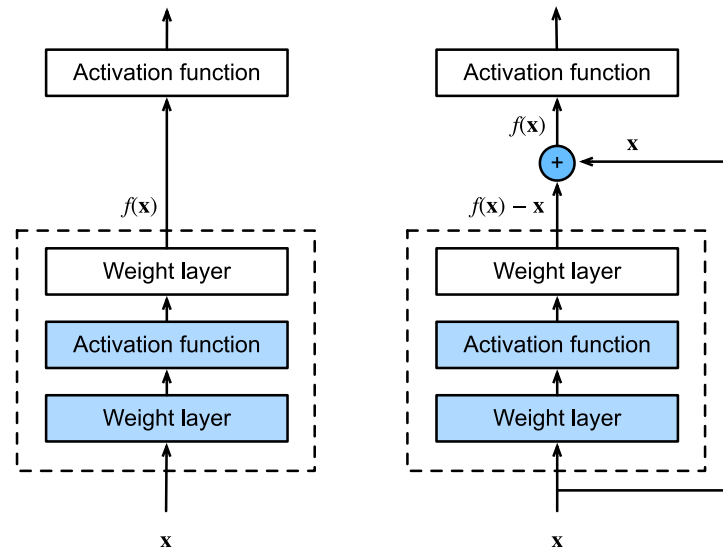 Activation function
f(x)
Weight layer
Activation function
Weight layer
x
Activation function
f(x)
x
+
f(x) − x
Weight layer
Activation function
Weight layer
x